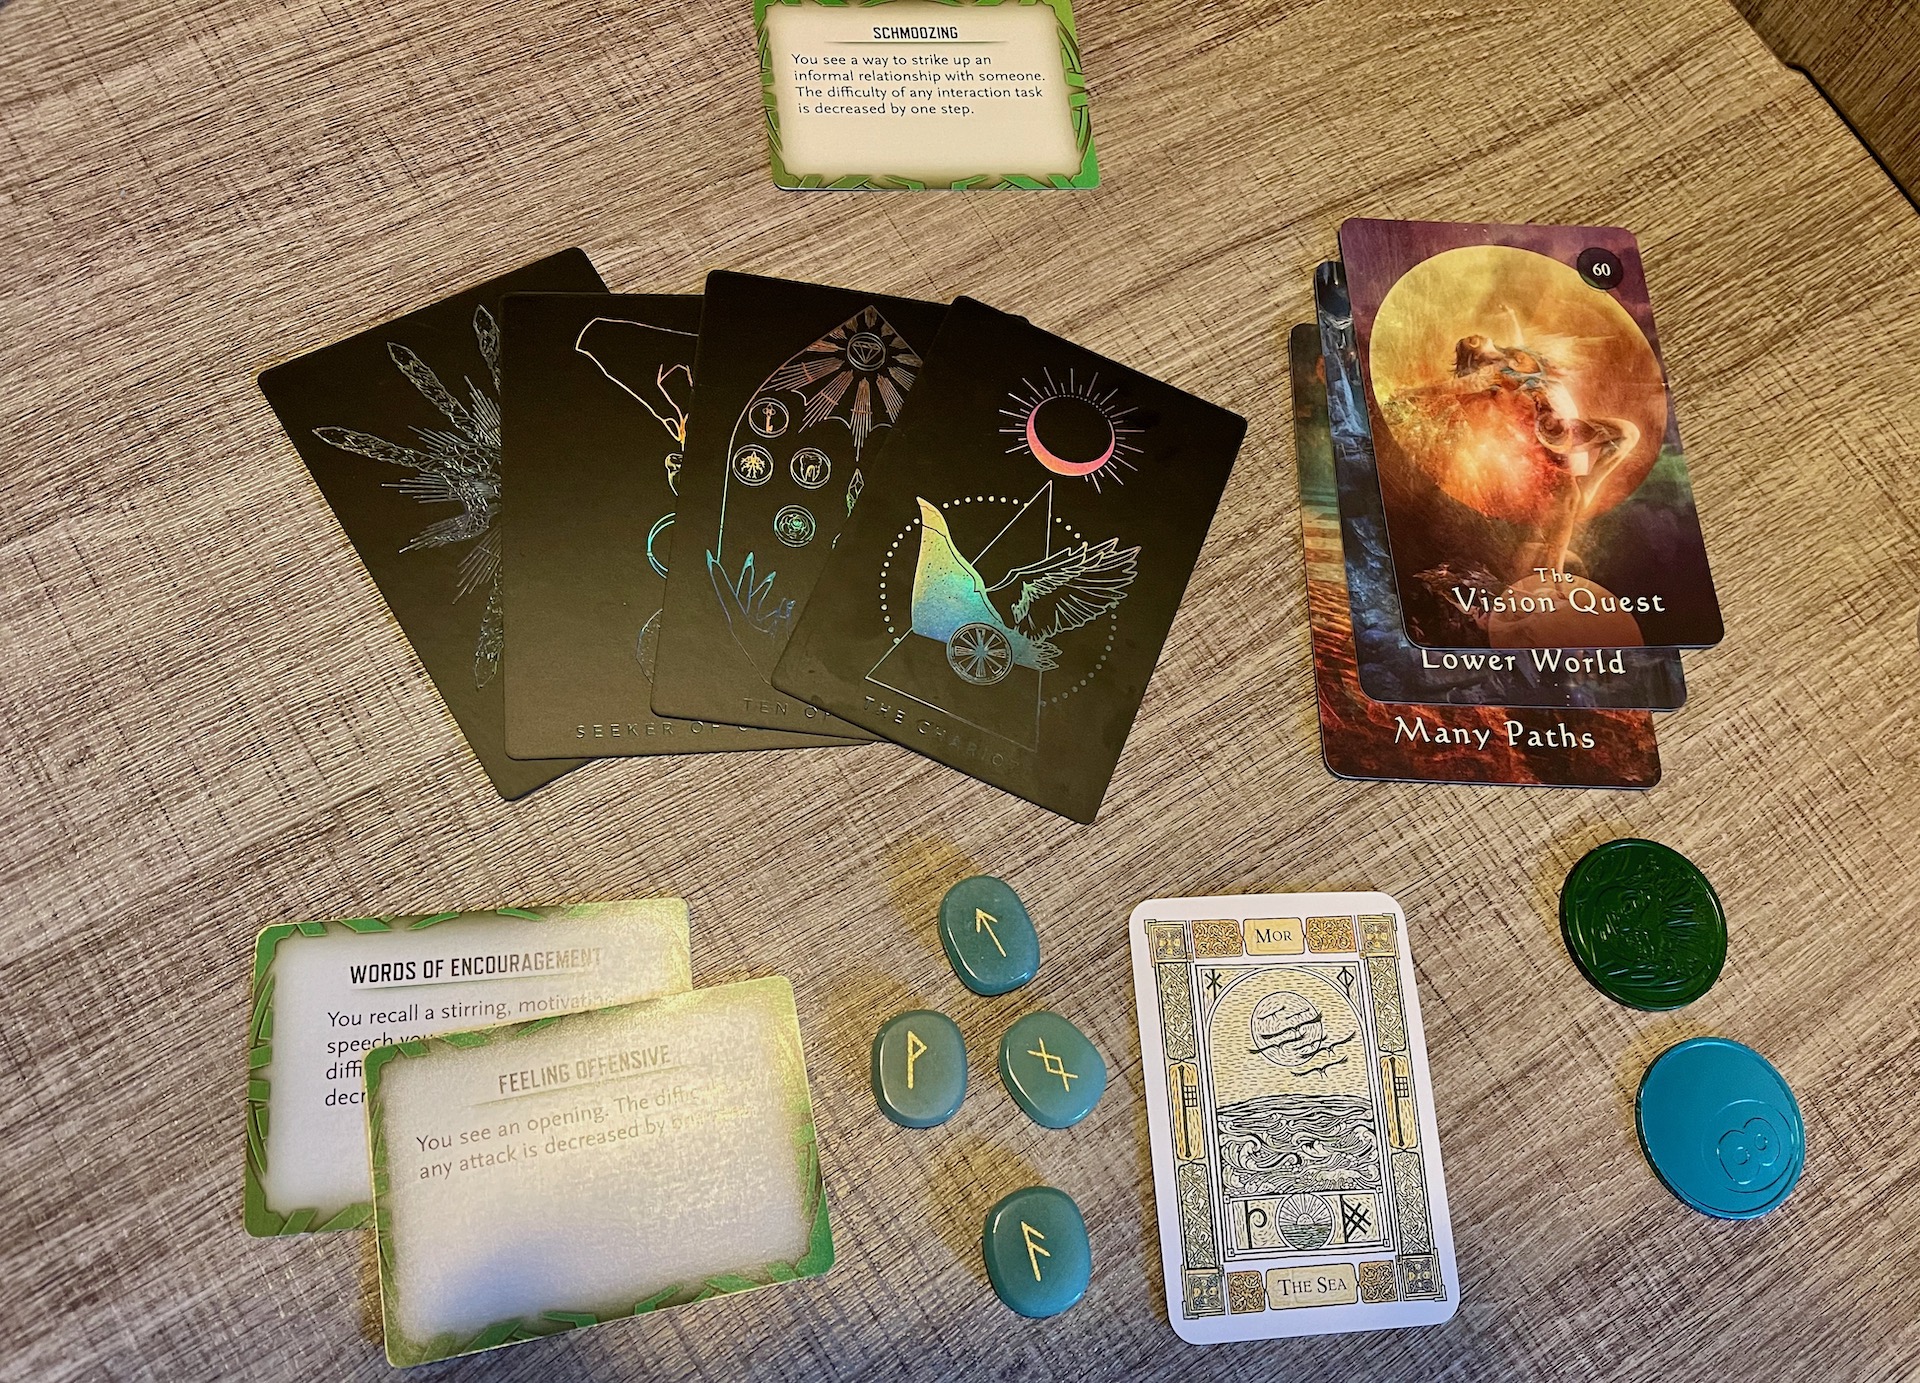 SCHMOOZING
You see a way to strike up an
informal relationship with someone.
The difficulty of any interaction task
is decreased by one step.
SEEKER OF
TEN OF
THE CHARIOT
60
The
Vision Quest
Lower World
Many Paths
WORDS OF ENCOURAGEMENT
You recall a stirring, motivating
speech
FEELING OFFENSIVE
You see an opening. The
any attack is decreased by
ᛏ
ᚹ
ᛝ
ᚨ
MOR
THE SEA
8